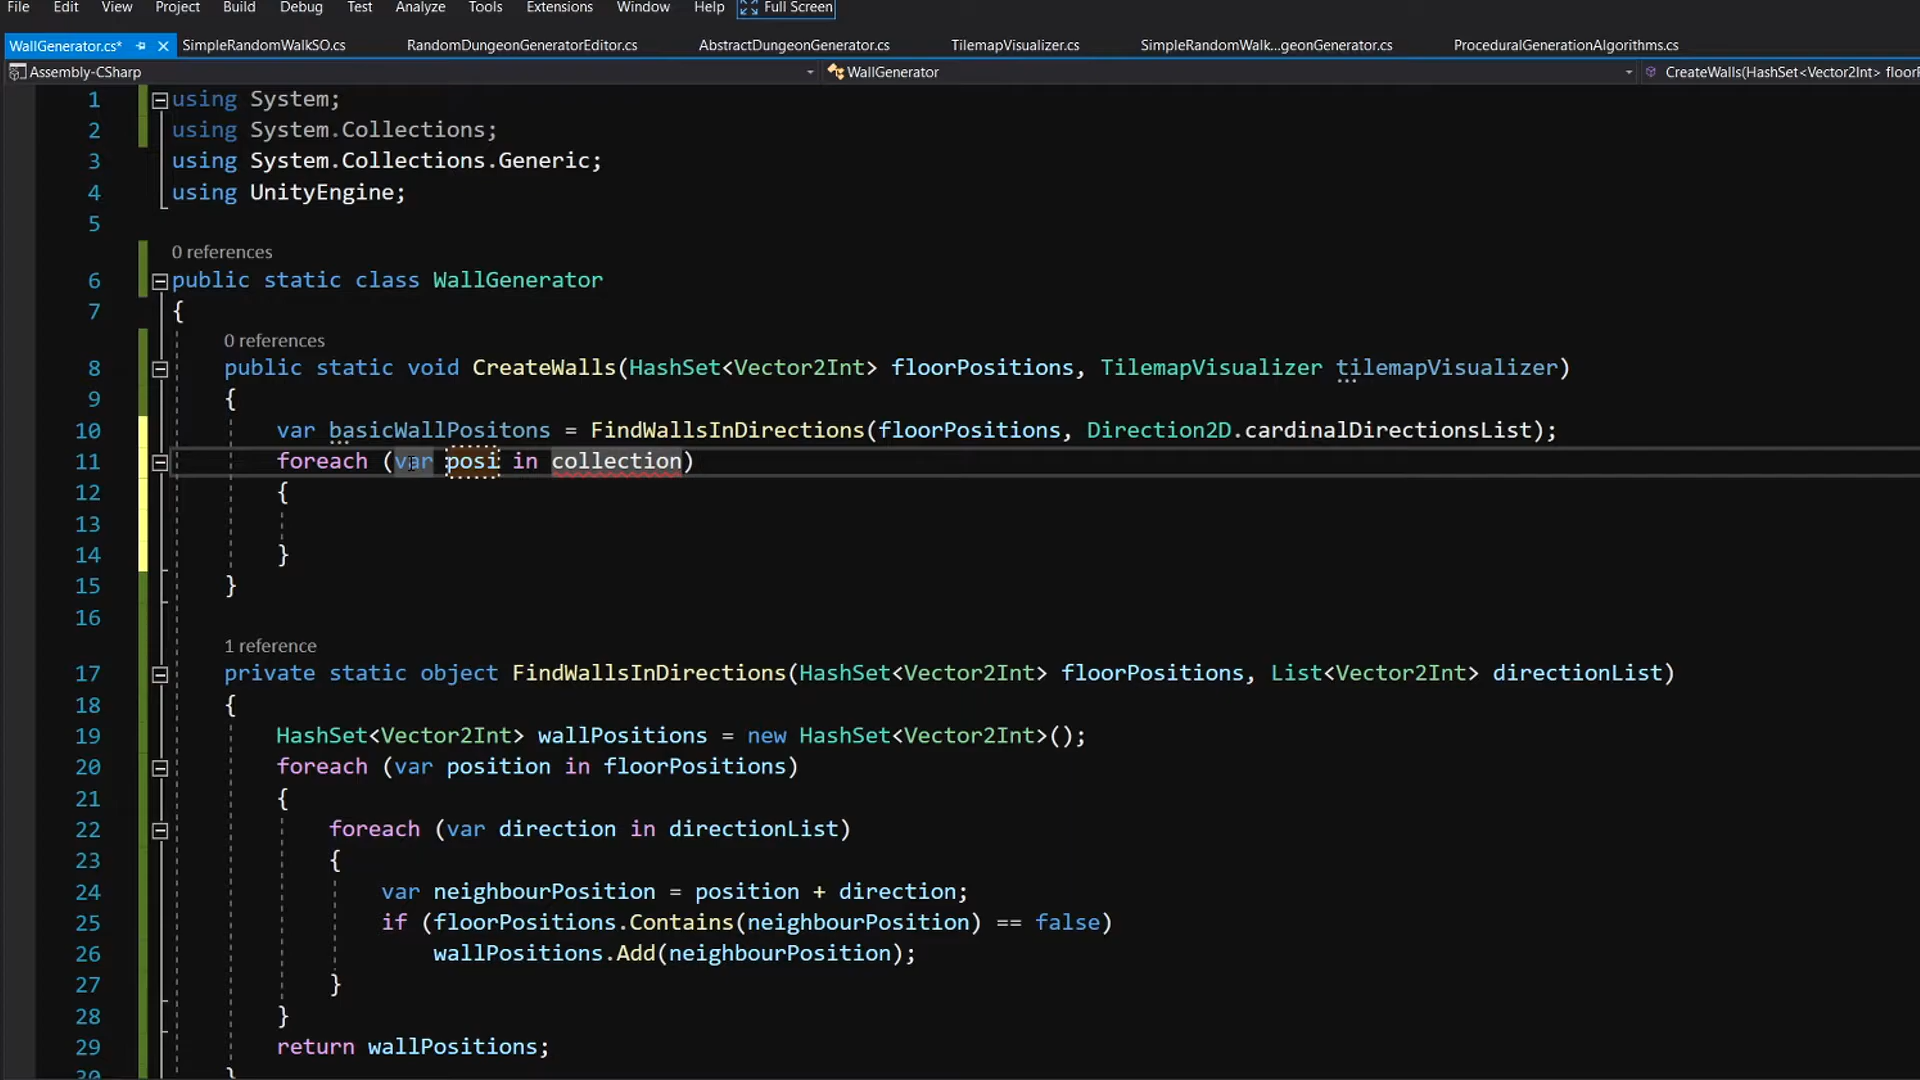 File Edit View Project Build Debug Test Analyze Tools Extensions Window Help Full Screen
WallGenerator.cs* SimpleRandomWalkSO.cs RandomDungeonGeneratorEditor.cs AbstractDungeonGenerator.cs TilemapVisualizer.cs SimpleRandomWalk...geonGenerator.cs ProceduralGenerationAlgorithms.cs
Assembly-CSharp WallGenerator CreateWalls(HashSet<Vector2Int> floorP
1 using System;
2 using System.Collections;
3 using System.Collections.Generic;
4 using UnityEngine;
5
0 references
6 public static class WallGenerator
7 {
0 references
8 public static void CreateWalls(HashSet<Vector2Int> floorPositions, TilemapVisualizer tilemapVisualizer)
9 {
10 var basicWallPositons = FindWallsInDirections(floorPositions, Direction2D.cardinalDirectionsList);
11 foreach (var posi in collection)
12 {
13
14 }
15 }
16
1 reference
17 private static object FindWallsInDirections(HashSet<Vector2Int> floorPositions, List<Vector2Int> directionList)
18 {
19 HashSet<Vector2Int> wallPositions = new HashSet<Vector2Int>();
20 foreach (var position in floorPositions)
21 {
22 foreach (var direction in directionList)
23 {
24 var neighbourPosition = position + direction;
25 if (floorPositions.Contains(neighbourPosition) == false)
26 wallPositions.Add(neighbourPosition);
27 }
28 }
29 return wallPositions;
30 }